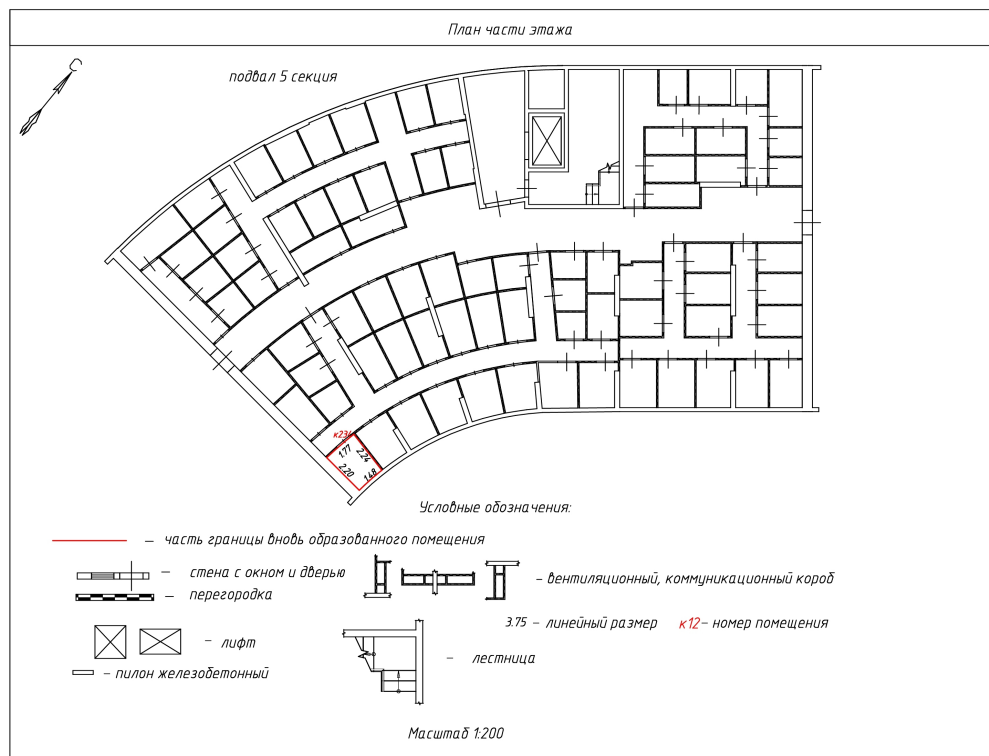 План части этажа
подвал 5 секция
С
1.77
2.24
2.20
1.48
Условные обозначения:
– часть границы вновь образованного помещения
– стена с окном и дверью
– перегородка
– вентиляционный, коммуникационный короб
3.75 – линейный размер к12 – номер помещения
– лифт
– лестница
– пилон железобетонный
Масштаб 1:200